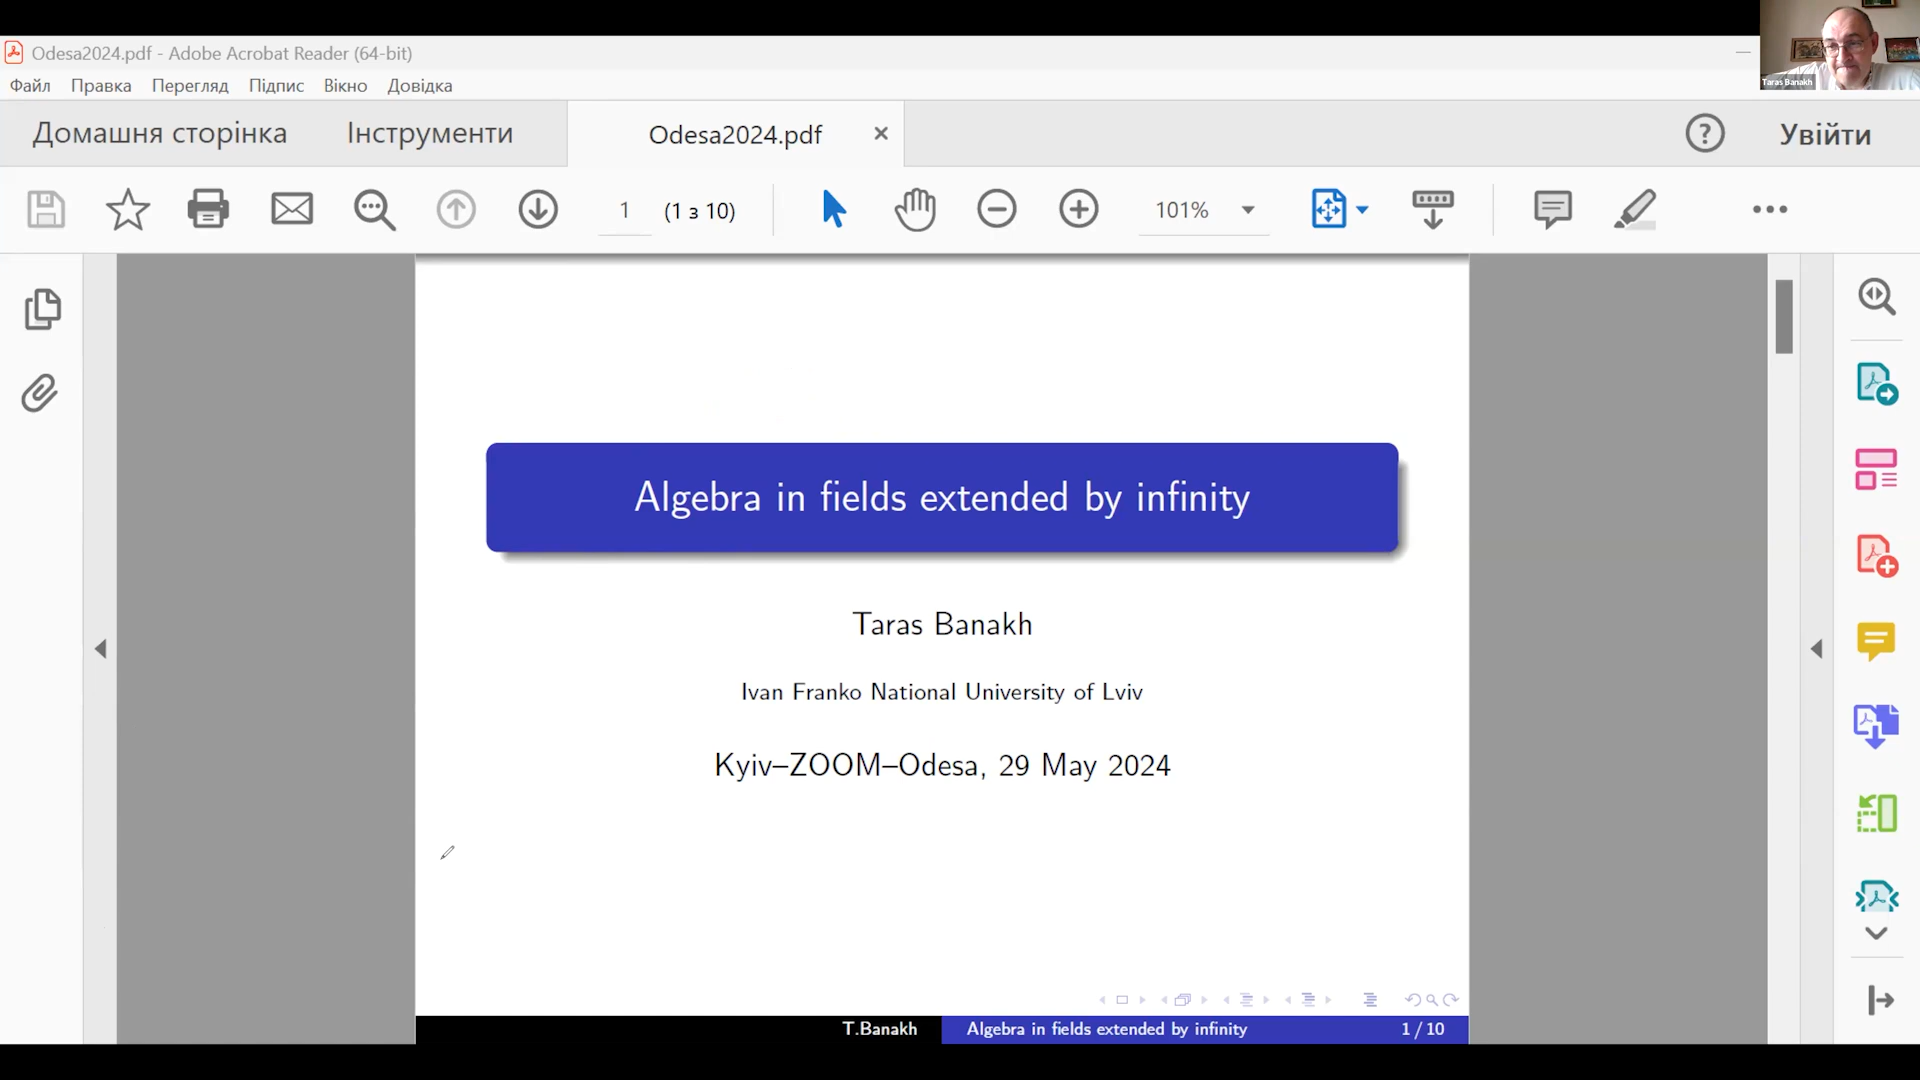 Odesa2024.pdf - Adobe Acrobat Reader (64-bit)
Файл Правка Перегляд Підпис Вікно Довідка
Taras Banakh
Домашня сторінка Інструменти Odesa2024.pdf Увійти
1 (1 з 10) 101%
Algebra in fields extended by infinity
Taras Banakh
Ivan Franko National University of Lviv
Kyiv–ZOOM–Odesa, 29 May 2024
T.Banakh Algebra in fields extended by infinity 1 / 10